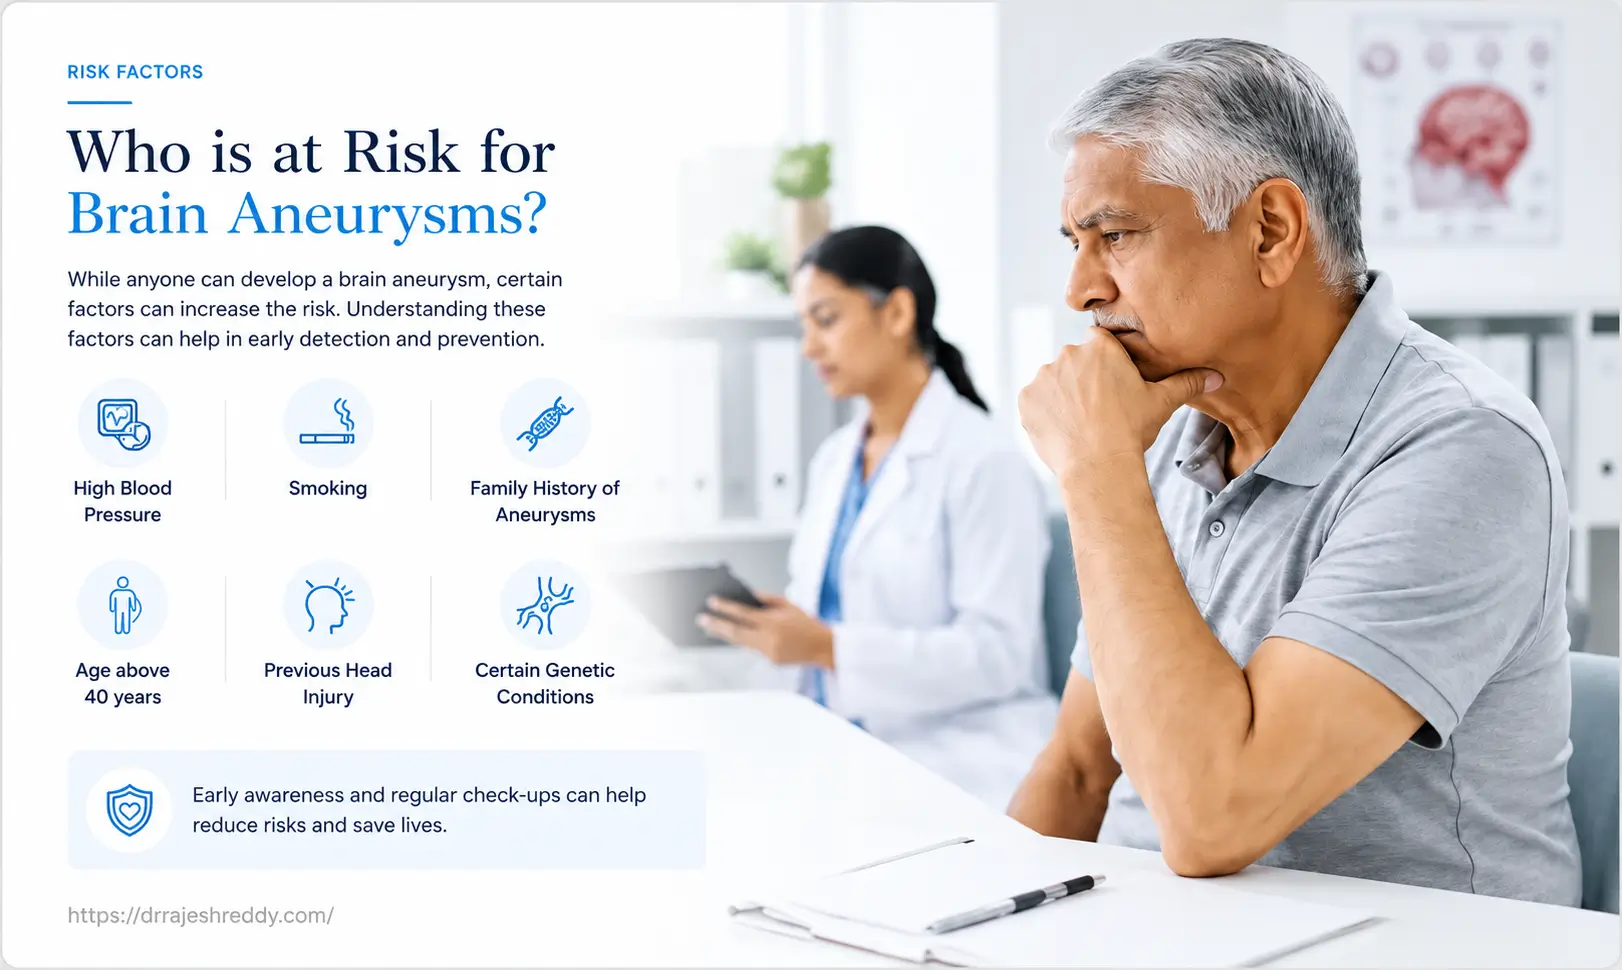 RISK FACTORS
Who is at Risk for
Brain Aneurysms?
While anyone can develop a brain aneurysm, certain
factors can increase the risk. Understanding these
factors can help in early detection and prevention.
High Blood
Pressure
Smoking
Family History of
Aneurysms
Age above
40 years
Previous Head
Injury
Certain Genetic
Conditions
Early awareness and regular check-ups can help
reduce risks and save lives.
https://drrajeshreddy.com/